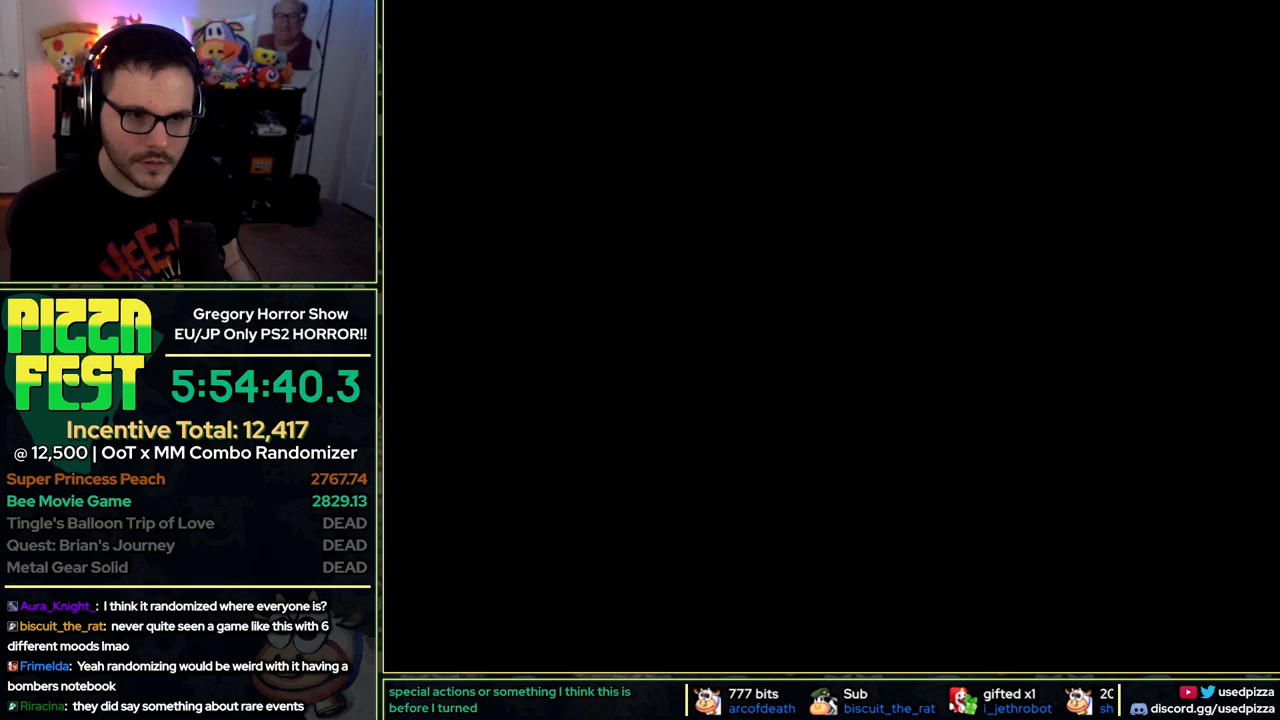 PIZZA
FEST
Gregory Horror Show
EU/JP Only PS2 HORROR!!
5:54:40.3
Incentive Total: 12,417
@ 12,500 | OoT x MM Combo Randomizer
Super Princess Peach 2767.74
Bee Movie Game 2829.13
Tingle's Balloon Trip of Love DEAD
Quest: Brian's Journey DEAD
Metal Gear Solid DEAD
Aura_Knight_: I think it randomized where everyone is?
biscuit_the_rat: never quite seen a game like this with 6
different moods lmao
Frimelda: Yeah randomizing would be weird with it having a
bombers notebook
Riracina: they did say something about rare events
special actions or something I think this is
before I turned
777 bits
arcofdeath
Sub
biscuit_the_rat
gifted x1
i_jethrobot
usedpizza
discord.gg/usedpizza